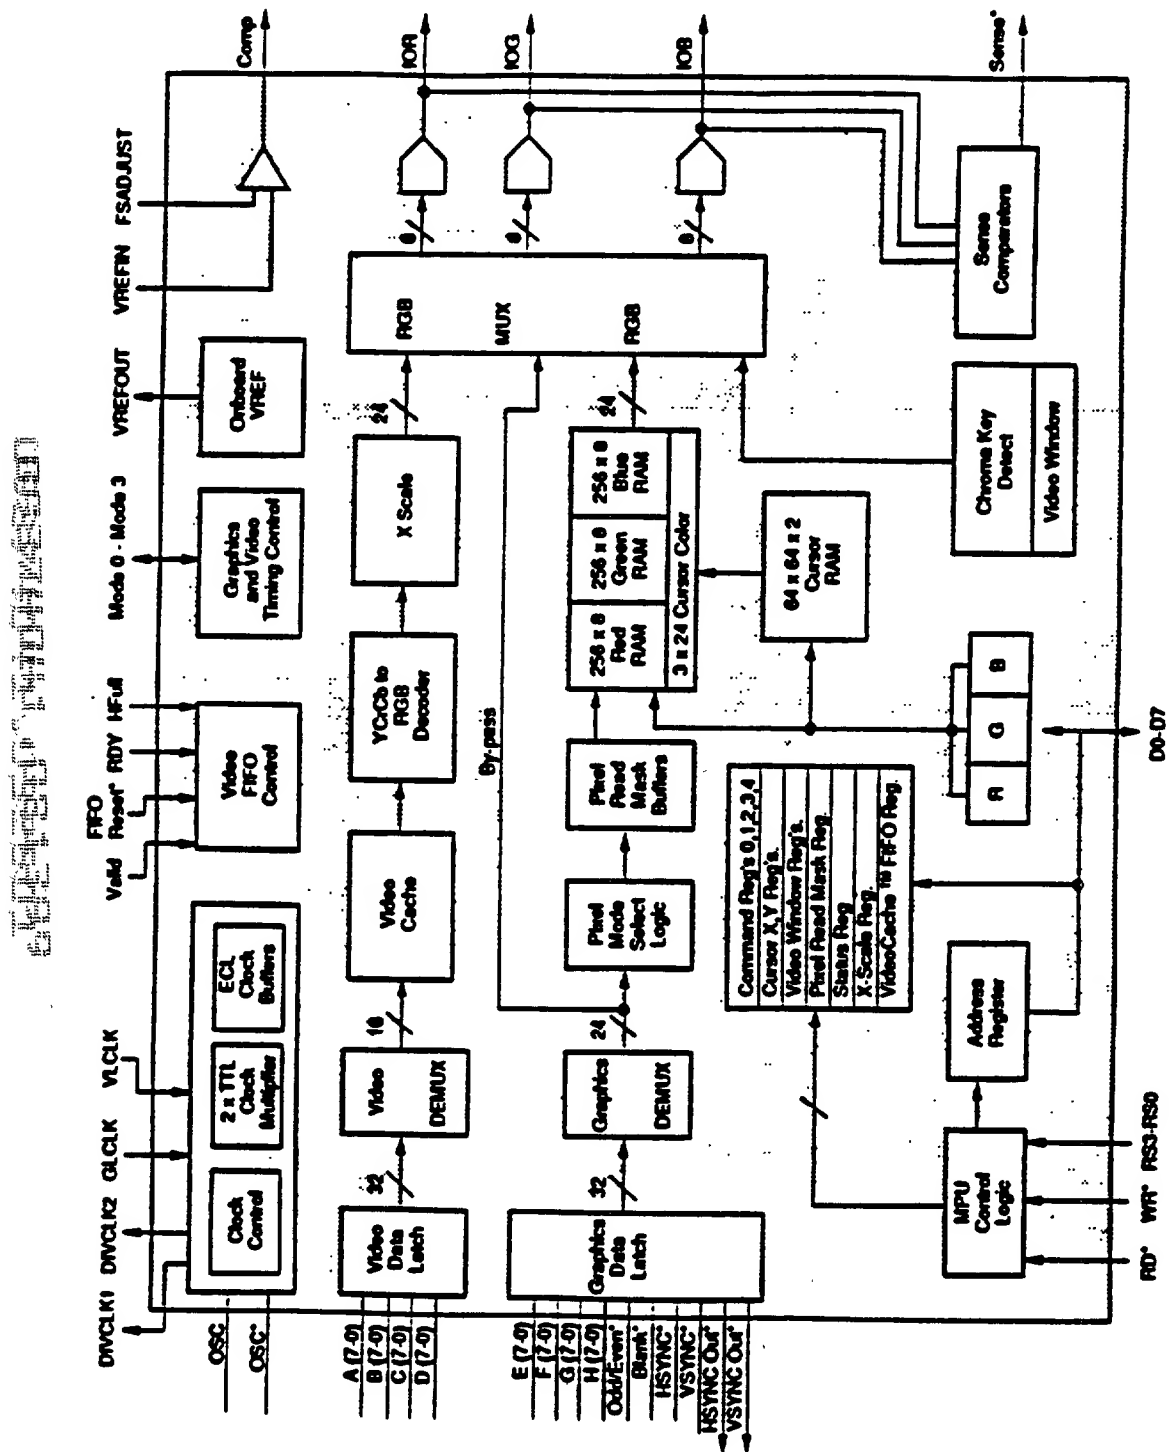 DIVCLK1
DIVCLK2
GLCLK
VLCLK
Valid
FIFO
Reset*
RDY
HFull
Mode 0 - Mode 3
VREFOUT
VREFIN
FSADJUST
Comp
OSC
OSC*
Clock
Control
2 x TTL
Clock
Multiplier
ECL
Clock
Buffers
Video
FIFO
Control
Graphics
and Video
Timing Control
Onboard
VREF
A (7-0)
B (7-0)
C (7-0)
D (7-0)
Video
Data
Latch
32
Video
DEMUX
16
Video
Cache
YCrCb to
RGB
Decoder
X Scale
24
RGB
MUX
RGB
8
8
8
IOR
IOG
IOB
By-pass
E (7-0)
F (7-0)
G (7-0)
H (7-0)
Odd/Even*
Blank*
HSYNC*
VSYNC*
HSYNC Out*
VSYNC Out*
Graphics
Data
Latch
32
Graphics
DEMUX
24
Pixel
Mode
Select
Logic
Pixel
Read
Mask
Buffers
256 x 8
Red
RAM
256 x 8
Green
RAM
256 x 8
Blue
RAM
3 x 24 Cursor Color
24
64 x 64 x 2
Cursor
RAM
Command Reg's 0,1,2,3,4
Cursor X,Y Reg's.
Video Window Reg's.
Pixel Read Mask Reg.
Status Reg
X-Scale Reg.
VideoCache™ FIFO Reg.
MPU
Control
Logic
Address
Register
R
G
B
Chroma Key
Detect
Video Window
Sense
Comparators
Sense*
RD*
WR*
RS3-RS0
D0-D7